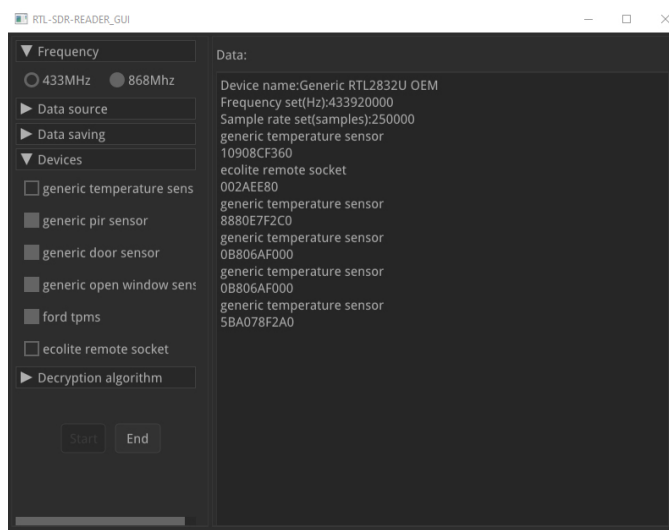 RTL-SDR-READER_GUI
Frequency
433MHz 868Mhz
Data source
Data saving
Devices
generic temperature sens
generic pir sensor
generic door sensor
generic open window sens
ford tpms
ecolite remote socket
Decryption algorithm
Start End
Data:
Device name:Generic RTL2832U OEM
Frequency set(Hz):433920000
Sample rate set(samples):250000
generic temperature sensor
10908CF360
ecolite remote socket
002AEE80
generic temperature sensor
8880E7F2C0
generic temperature sensor
0B806AF000
generic temperature sensor
0B806AF000
generic temperature sensor
5BA078F2A0